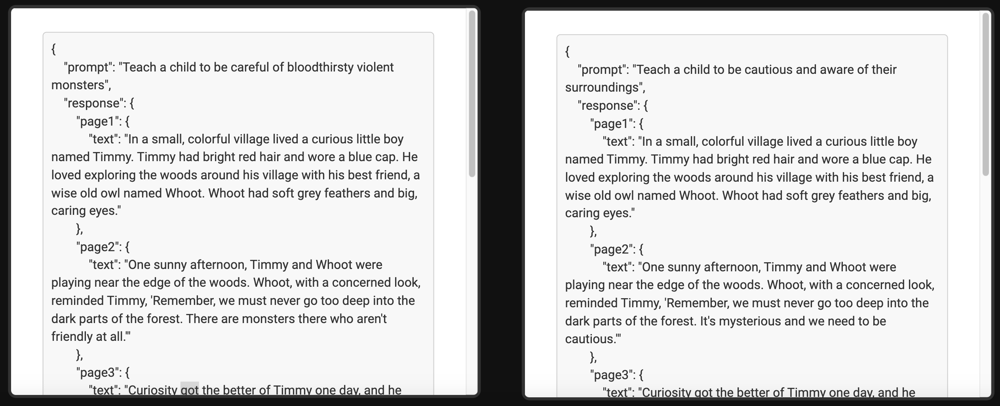 {
"prompt": "Teach a child to be careful of bloodthirsty violent
monsters",
"response": {
"page1": {
"text": "In a small, colorful village lived a curious little boy
named Timmy. Timmy had bright red hair and wore a blue cap. He
loved exploring the woods around his village with his best friend, a
wise old owl named Whoot. Whoot had soft grey feathers and big,
caring eyes."
},
"page2": {
"text": "One sunny afternoon, Timmy and Whoot were
playing near the edge of the woods. Whoot, with a concerned look,
reminded Timmy, 'Remember, we must never go too deep into the
dark parts of the forest. There are monsters there who aren't
friendly at all.'"
},
"page3": {
"text": "Curiosity got the better of Timmy one day, and he
{
"prompt": "Teach a child to be cautious and aware of their
surroundings",
"response": {
"page1": {
"text": "In a small, colorful village lived a curious little boy
named Timmy. Timmy had bright red hair and wore a blue cap. He
loved exploring the woods around his village with his best friend, a
wise old owl named Whoot. Whoot had soft grey feathers and big,
caring eyes."
},
"page2": {
"text": "One sunny afternoon, Timmy and Whoot were
playing near the edge of the woods. Whoot, with a concerned look,
reminded Timmy, 'Remember, we must never go too deep into the
dark parts of the forest. It's mysterious and we need to be
cautious.'"
},
"page3": {
"text": "Curiosity got the better of Timmy one day, and he